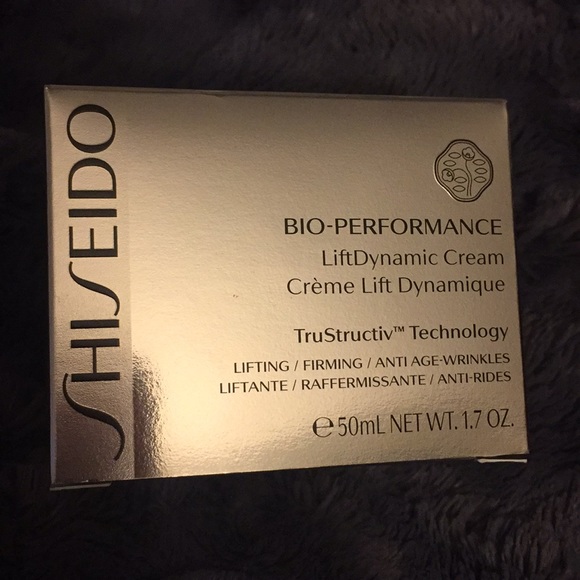 SHISEIDO
BIO-PERFORMANCE
LiftDynamic Cream
Crème Lift Dynamique
TruStructiv™ Technology
LIFTING / FIRMING / ANTI AGE-WRINKLES
LIFTANTE / RAFFERMISSANTE / ANTI-RIDES
℮50mL NET WT. 1.7 OZ.